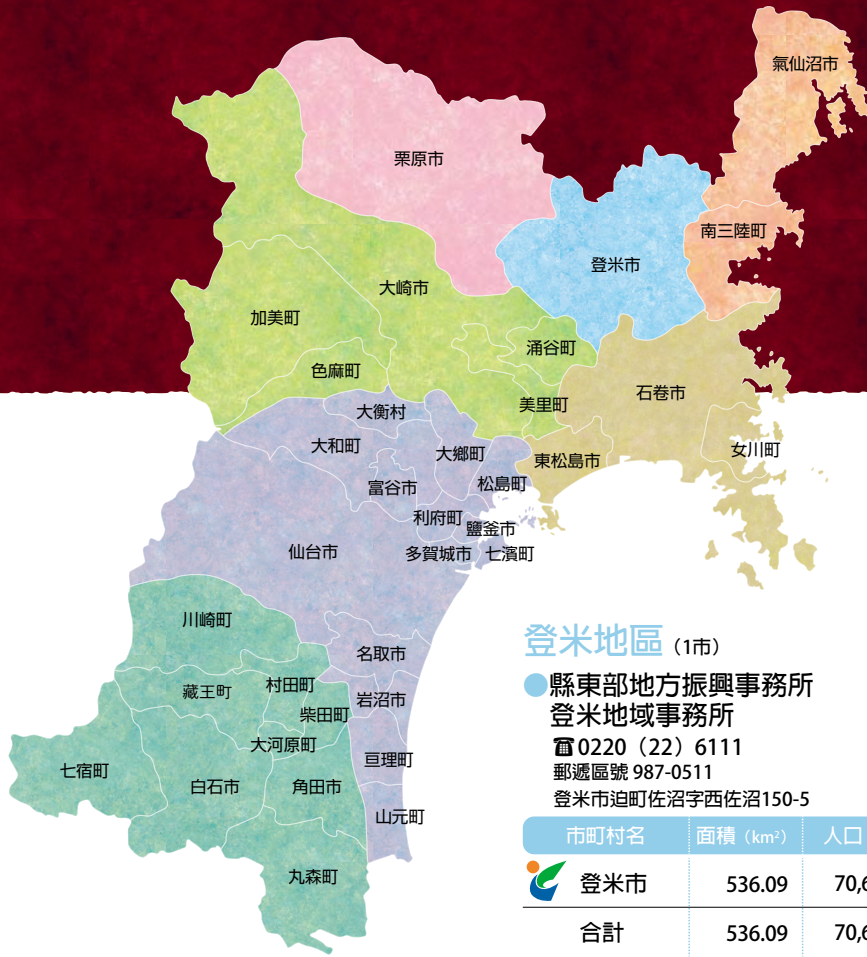 氣仙沼市
栗原市
南三陸町
登米市
大崎市
加美町
涌谷町
色麻町
石巻市
美里町
大衡村
大和町
大郷町
女川町
東松島市
富谷市
松島町
利府町
鹽釜市
仙台市
多賀城市
七濱町
川崎町
名取市
村田町
藏王町
岩沼市
柴田町
大河原町
亘理町
七宿町
白石市
角田市
山元町
丸森町
登米地區（1市）
●縣東部地方振興事務所
登米地域事務所
☎0220（22）6111
郵遞區號 987-0511
登米市迫町佐沼字西佐沼150-5
市町村名 面積（km²） 人口
登米市 536.09 70,6
合計 536.09 70,6